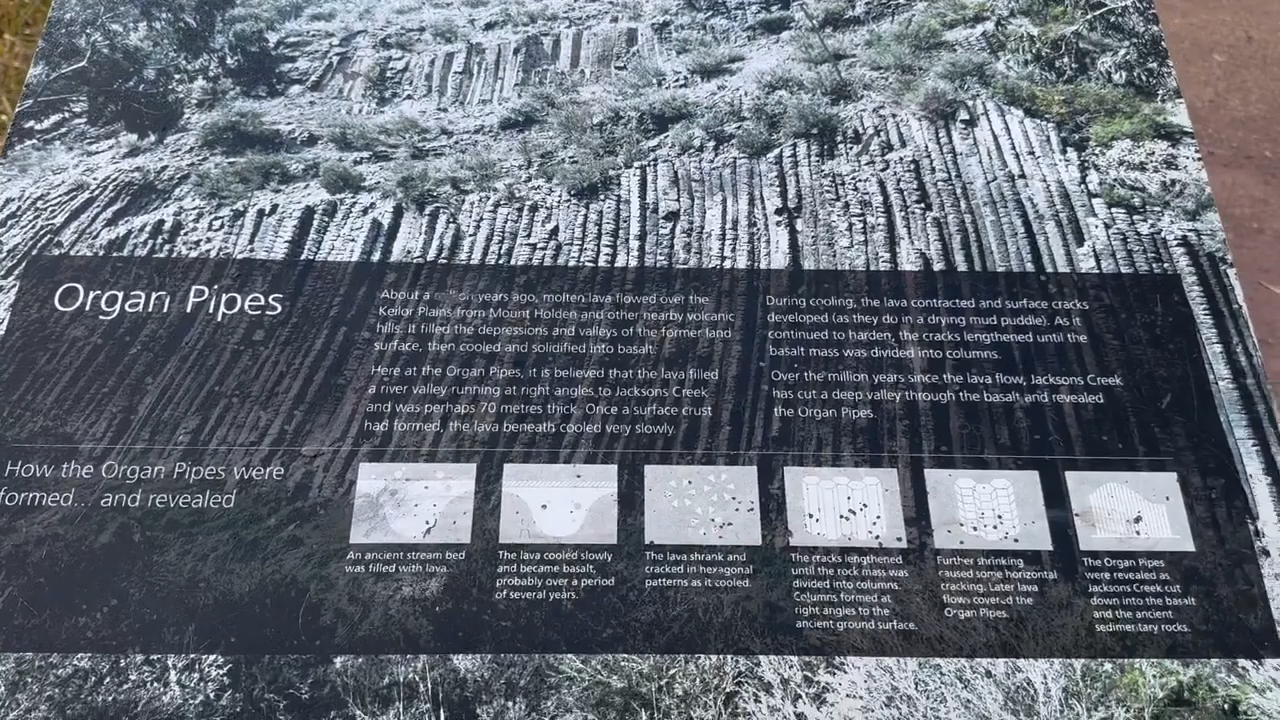 Organ Pipes
About a million years ago, molten lava flowed over the
Keilor Plains from Mount Holden and other nearby volcanic
hills. It filled the depressions and valleys of the former land
surface, then cooled and solidified into basalt.
Here at the Organ Pipes, it is believed that the lava filled
a river valley running at right angles to Jacksons Creek
and was perhaps 70 metres thick. Once a surface crust
had formed, the lava beneath cooled very slowly.
During cooling, the lava contracted and surface cracks
developed (as they do in a drying mud puddle). As it
continued to harden, the cracks lengthened until the
basalt mass was divided into columns.
Over the million years since the lava flow, Jacksons Creek
has cut a deep valley through the basalt and revealed
the Organ Pipes.
How the Organ Pipes were
formed... and revealed
An ancient stream bed
was filled with lava.
The lava cooled slowly
and became basalt,
probably over a period
of several years.
The lava shrank and
cracked in hexagonal
patterns as it cooled.
The cracks lengthened
until the rock mass was
divided into columns.
Columns formed at
right angles to the
ancient ground surface.
Further shrinking
caused some horizontal
cracking. Later lava
flows covered the
Organ Pipes.
The Organ Pipes
were revealed as
Jacksons Creek cut
down into the basalt
and the ancient
sedimentary rocks.